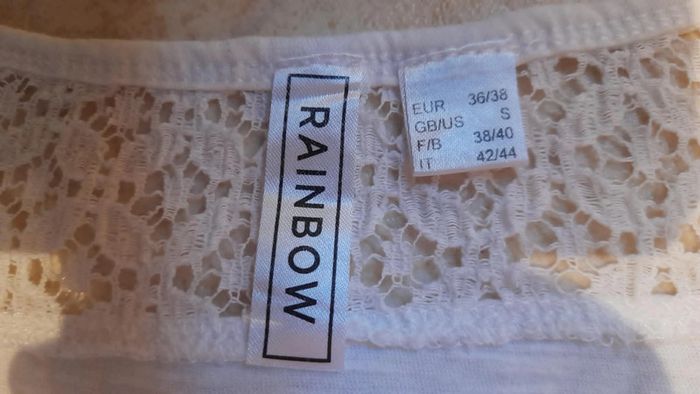 RAINBOW
EUR 36/38
GB/US S
F/B 38/40
IT 42/44